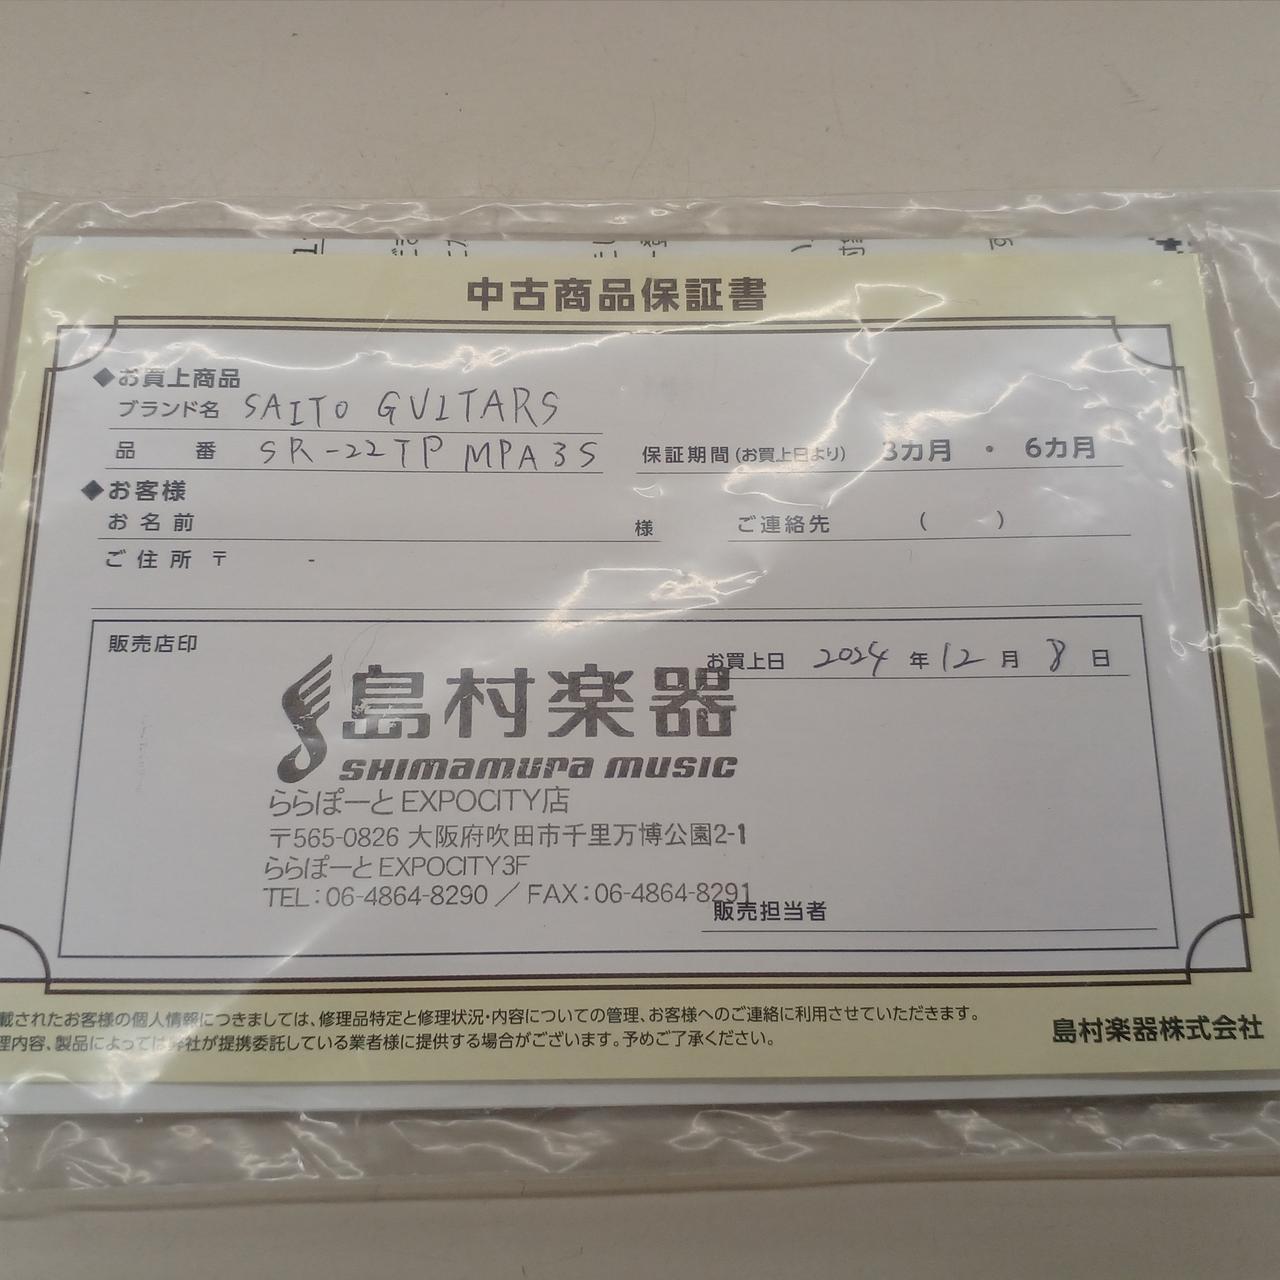 中古商品保証書
◆お買上商品
ブランド名 SAITO GUITARS
品番 SR-22TP MPA3S 保証期間(お買上日より) 3カ月 ・ 6カ月
◆お客様
お名前 様 ご連絡先 ( )
ご住所 〒 -
販売店印
お買上日 2024年12月8日
島村楽器
SHIMAMURA MUSIC
ららぽーとEXPOCITY店
〒565-0826 大阪府吹田市千里万博公園2-1
ららぽーとEXPOCITY3F
TEL:06-4864-8290/FAX:06-4864-8291
販売担当者
載されたお客様の個人情報につきましては、修理品特定と修理状況・内容についての管理、お客様へのご連絡に利用させていただきます。
理内容、製品によっては弊社が提携委託している業者様に提供する場合がございます。予めご了承ください。
島村楽器株式会社